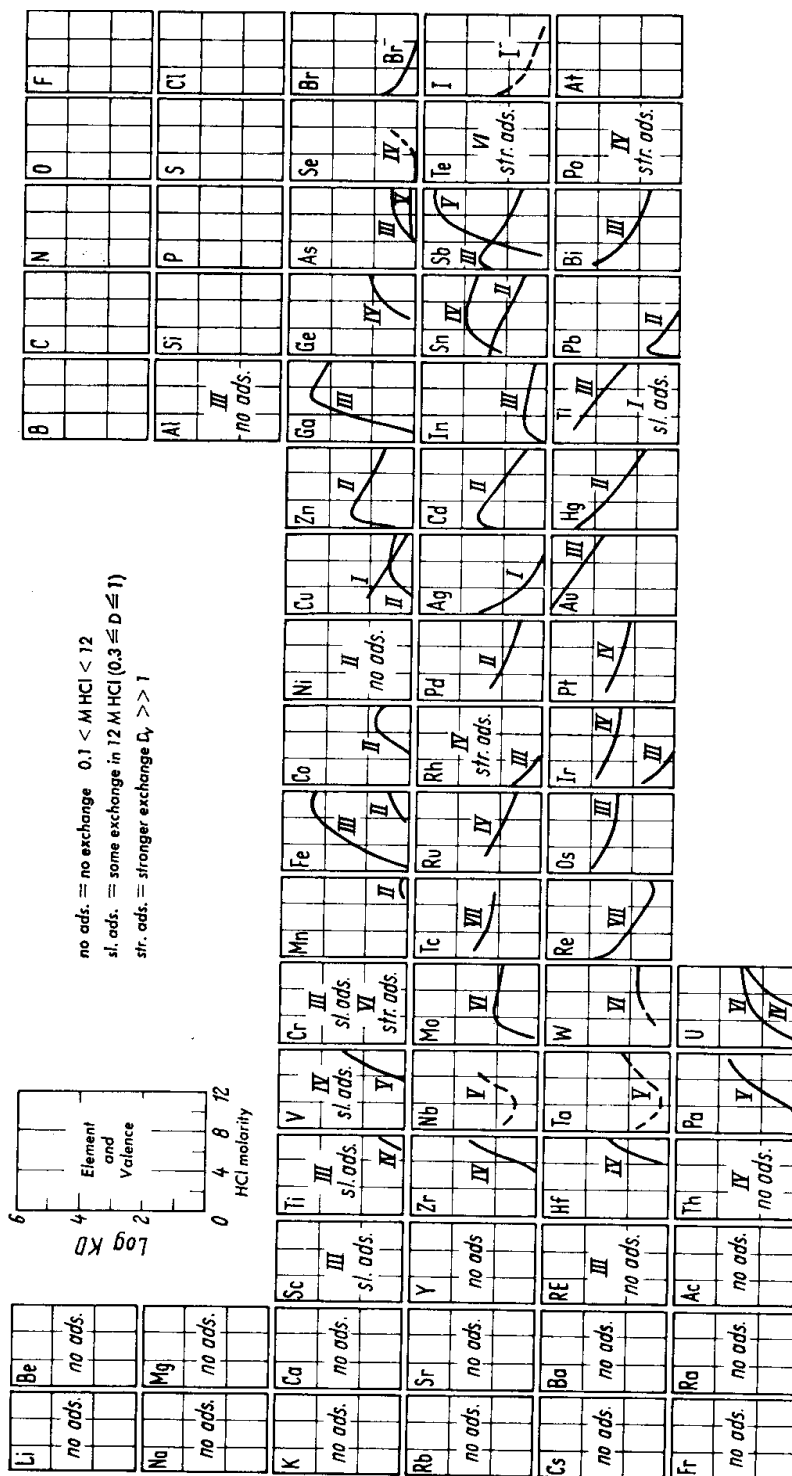 Li
no ads.
Be
no ads.
B
C
N
O
F
Na
no ads.
Mg
no ads.
Log KD
6
4
2
0
4
8
12
HCl molarity
Element
and
Valence
no ads. = no exchange 0.1 < M HCl < 12
sl. ads. = some exchange in 12 M HCl (0.3 ≦ D ≦ 1)
str. ads. = stronger exchange Dᵥ >> 1
Al
III
no ads.
Si
P
S
Cl
K
no ads.
Ca
no ads.
Sc
III
sl. ads.
Ti
III
sl. ads.
IV
V
IV
sl. ads.
V
Cr
III
sl. ads.
VI
str. ads.
Mn
II
Fe
III
II
Co
II
Ni
II
no ads.
Cu
I
II
Zn
II
Ga
III
Ge
IV
As
III
V
Se
IV
Br
Br⁻
Rb
no ads.
Sr
no ads.
Y
no ads
Zr
IV
Nb
V
Mo
VI
Tc
VII
Ru
IV
Rh
IV
str. ads.
III
Pd
II
Ag
I
Cd
II
In
III
Sn
IV
II
Sb
III
V
Te
VI
str. ads.
I
I⁻
Cs
no ads.
Ba
no ads.
RE
III
no ads.
Hf
IV
Ta
V
W
VI
Re
VII
Os
III
Ir
IV
III
Pt
IV
Au
III
Hg
II
Tl
III
I
sl. ads.
Pb
II
Bi
III
Po
IV
str. ads.
At
Fr
no ads.
Ra
no ads.
Ac
no ads.
Th
IV
no ads.
Pa
V
U
VI
IV